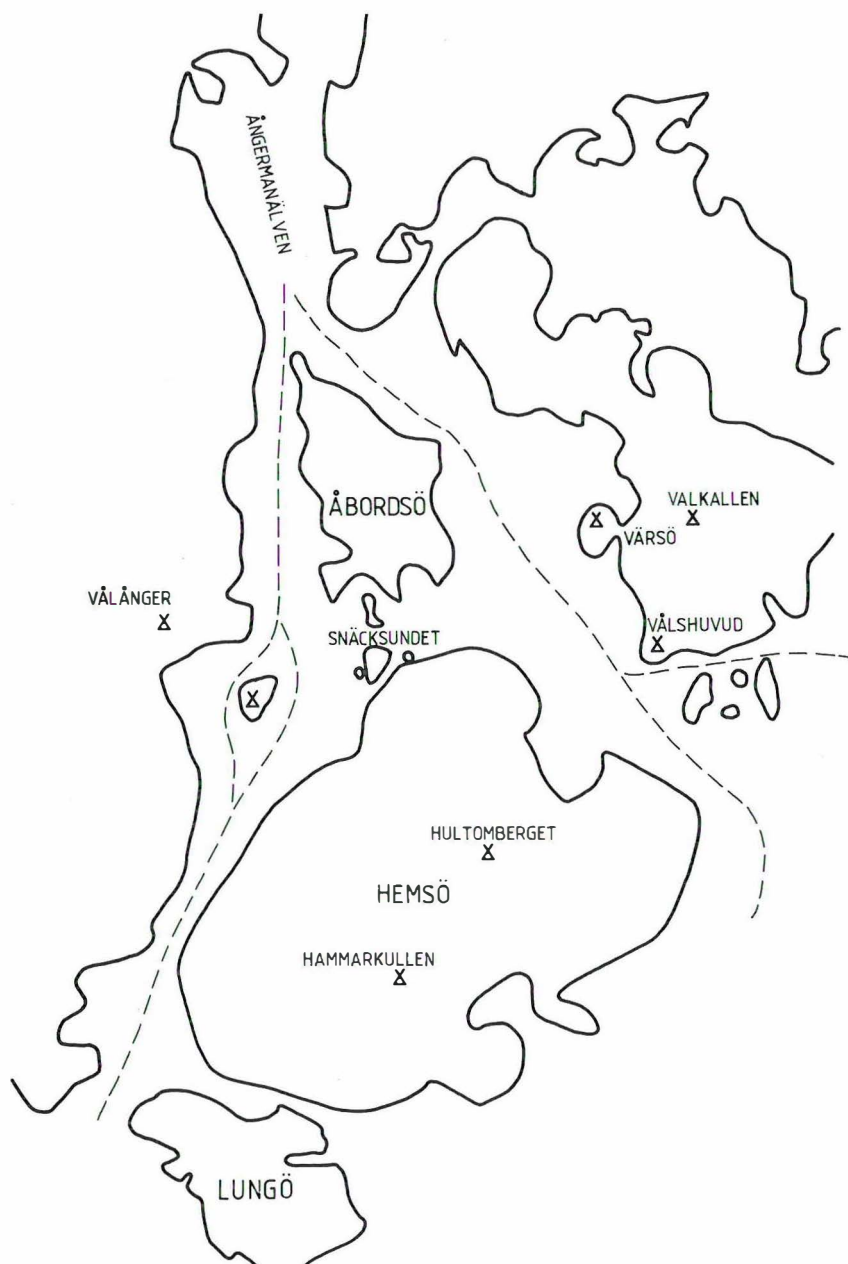 ÅNGERMANÄLVEN
ÅBORDSÖ
VALKALLEN
VÄRSÖ
VÅLÅNGER
SNÄCKSUNDET
VÅLSHUVUD
HULTOMBERGET
HEMSÖ
HAMMARKULLEN
LUNGÖ